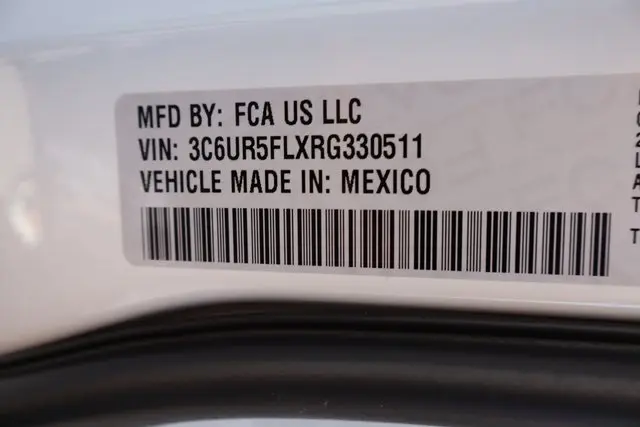 MFD BY: FCA US LLC
VIN: 3C6UR5FLXRG330511
VEHICLE MADE IN: MEXICO